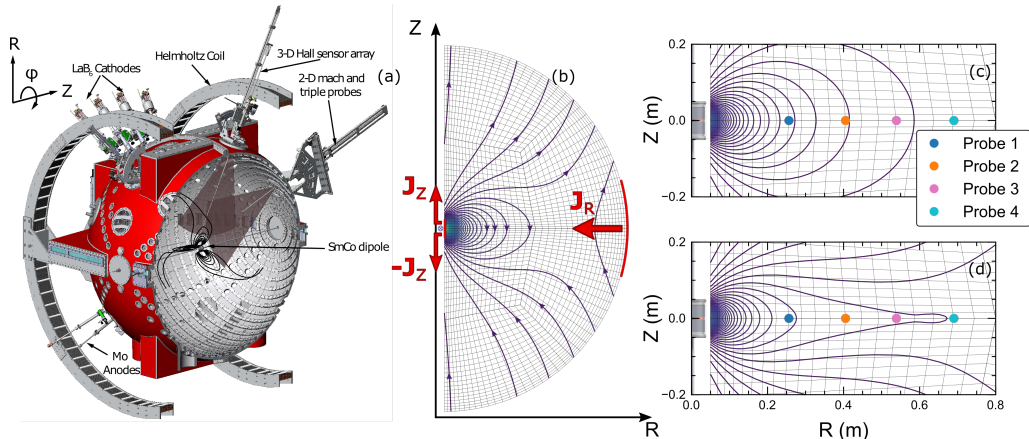 R
φ
Z
LaB6 Cathodes
Helmholtz Coil
3-D Hall sensor array
2-D mach and
triple probes
(a)
SmCo dipole
Mo
Anodes
Z
(b)
JZ
-JZ
JR
R
0.2
0.0
−0.2
Z (m)
(c)
Probe 1
Probe 2
Probe 3
Probe 4
0.2
0.0
−0.2
Z (m)
(d)
0.0
0.2
0.4
0.6
0.8
R (m)